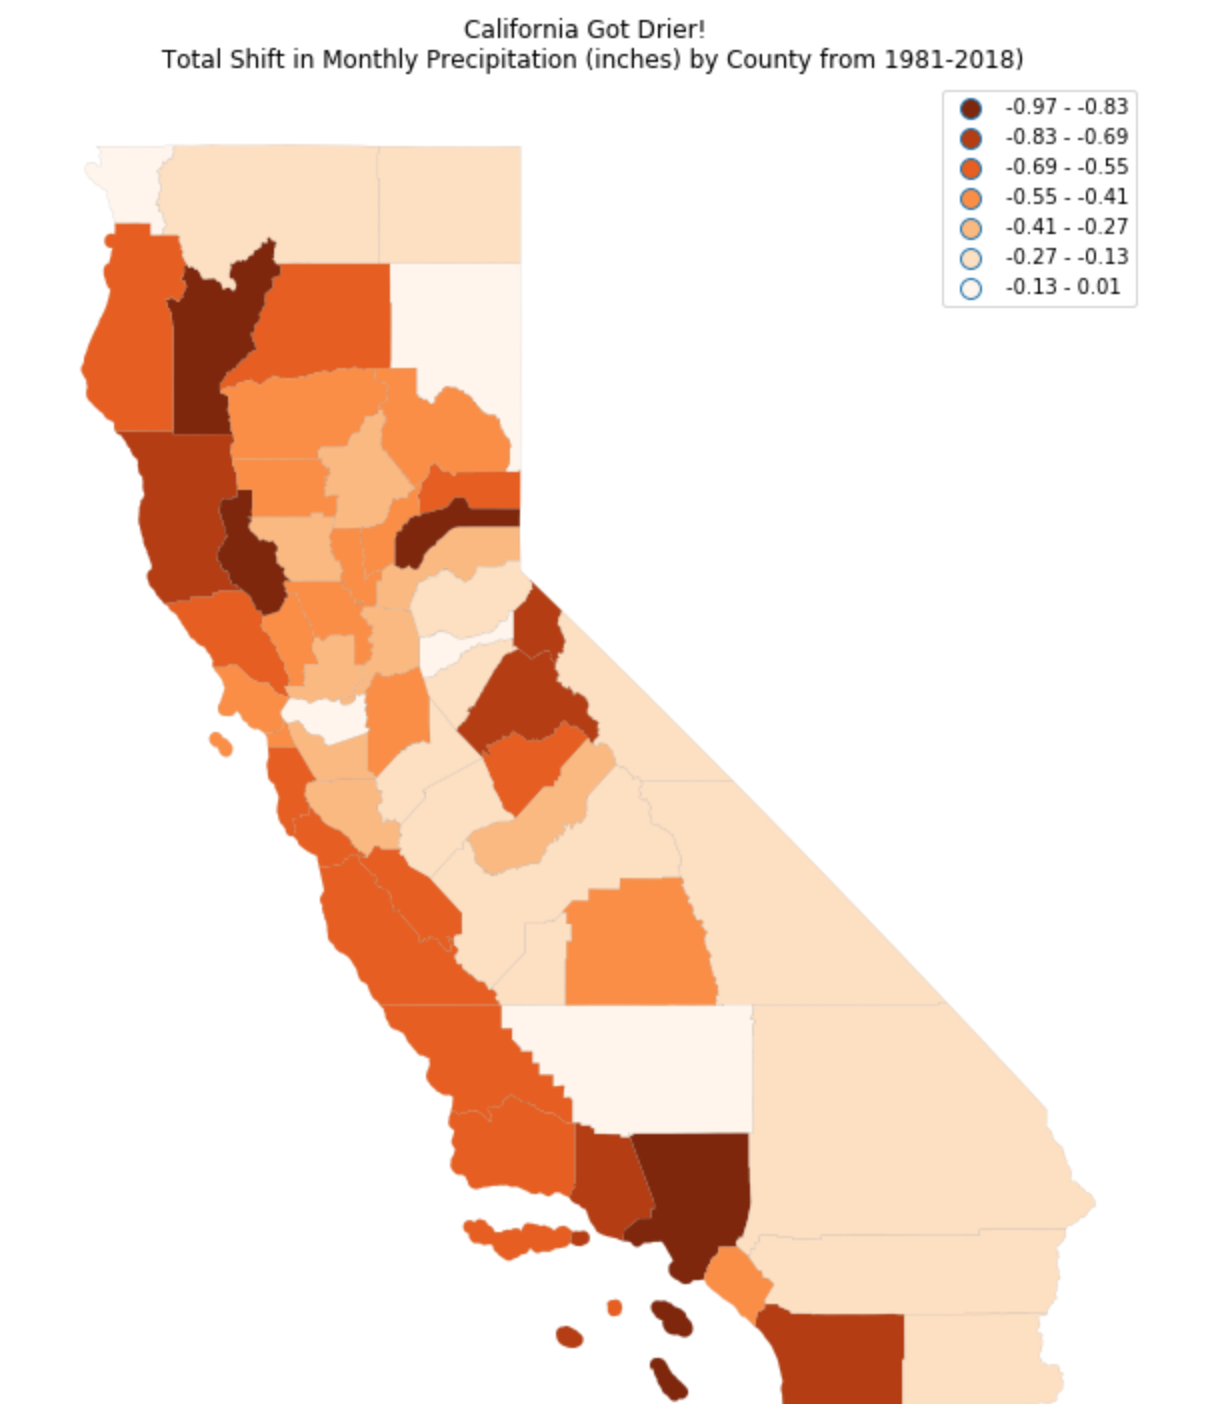 California Got Drier!
Total Shift in Monthly Precipitation (inches) by County from 1981-2018)
-0.97 - -0.83
-0.83 - -0.69
-0.69 - -0.55
-0.55 - -0.41
-0.41 - -0.27
-0.27 - -0.13
-0.13 - 0.01